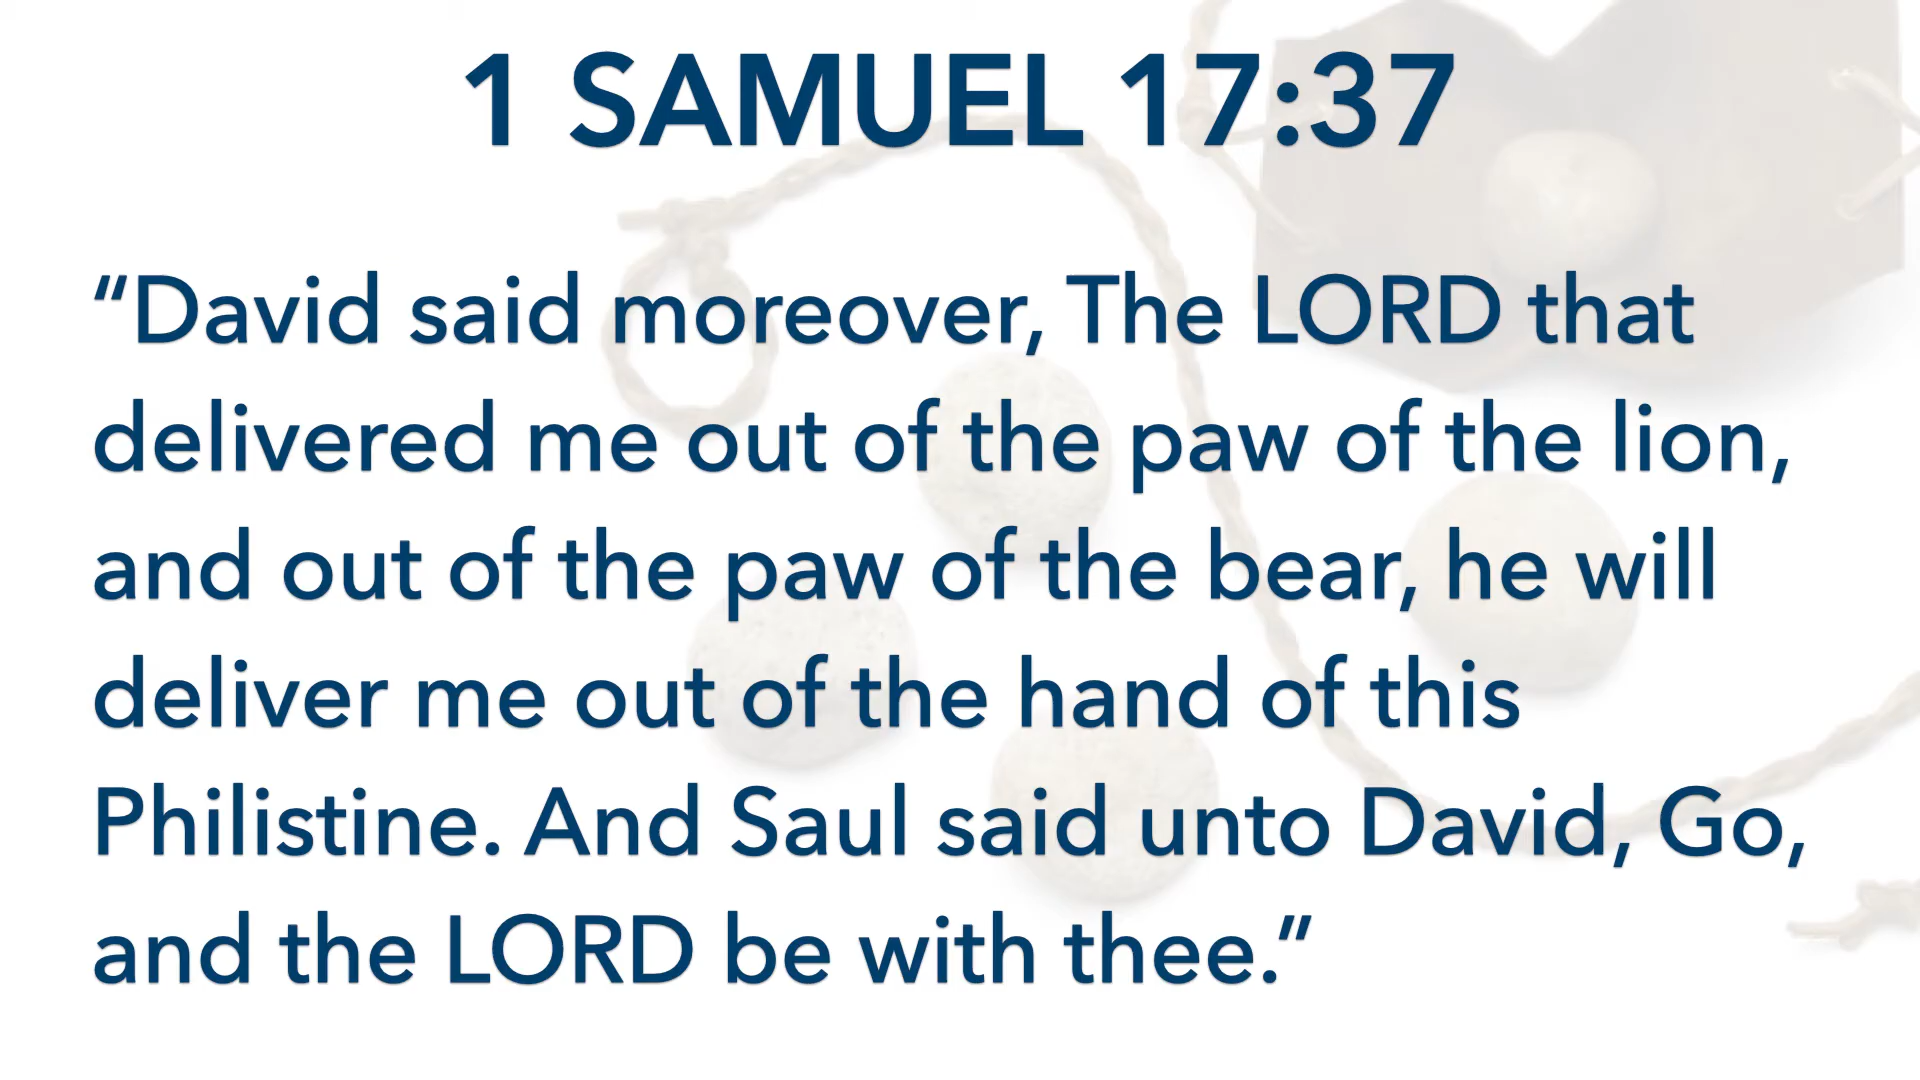 1 SAMUEL 17:37
“David said moreover, The LORD that
delivered me out of the paw of the lion,
and out of the paw of the bear, he will
deliver me out of the hand of this
Philistine. And Saul said unto David, Go,
and the LORD be with thee.”